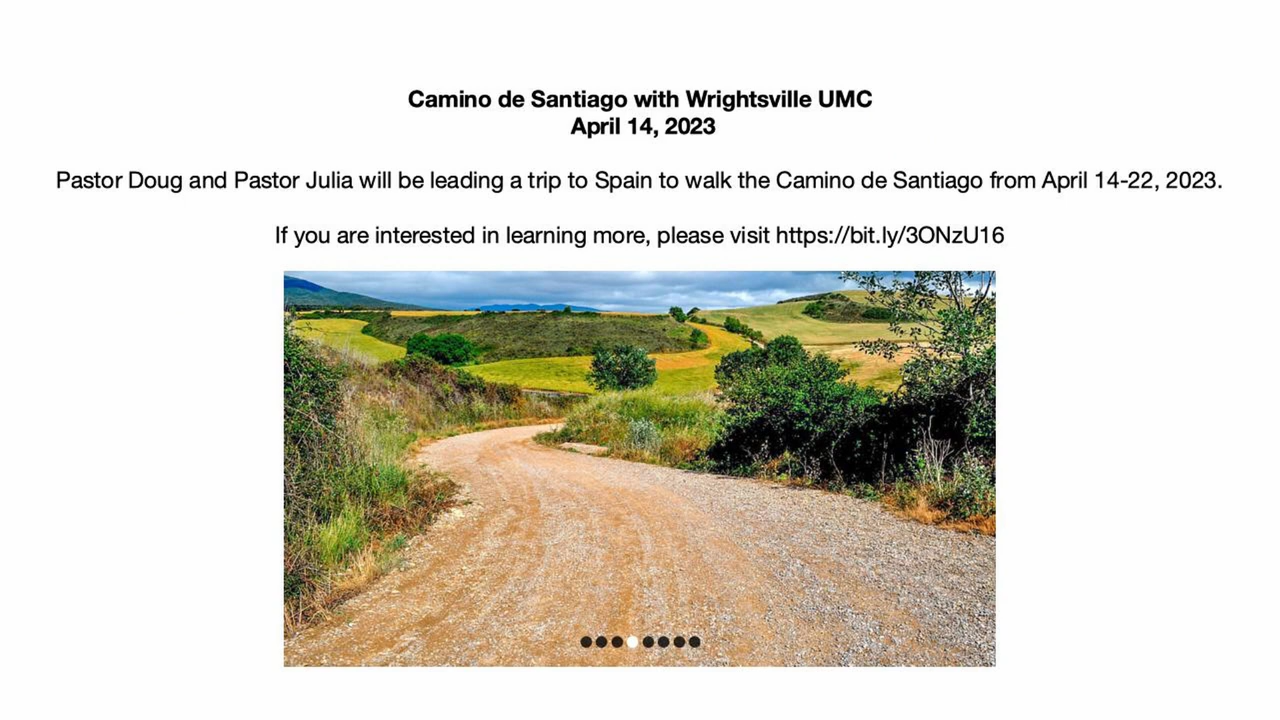 Camino de Santiago with Wrightsville UMC
April 14, 2023
Pastor Doug and Pastor Julia will be leading a trip to Spain to walk the Camino de Santiago from April 14-22, 2023.
If you are interested in learning more, please visit https://bit.ly/3ONzU16